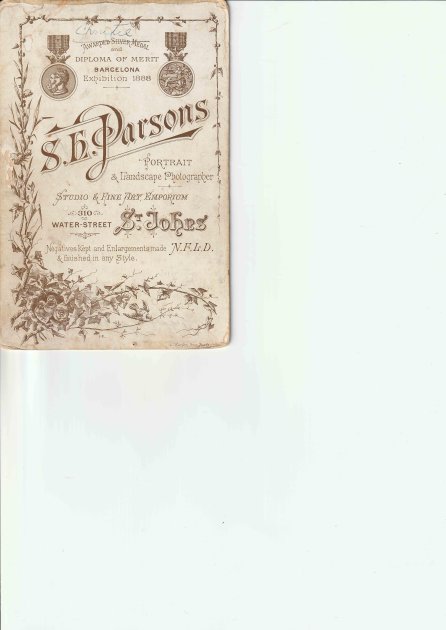 AWARDED SILVER MEDAL
and
DIPLOMA OF MERIT
BARCELONA
Exhibition 1888
S.H. Parsons
PORTRAIT
& Landscape Photographer
STUDIO & FINE ART EMPORIUM
310
WATER-STREET
ST JOHNS
N.F.L.D.
Negatives Kept and Enlargements made
& finished in any Style.